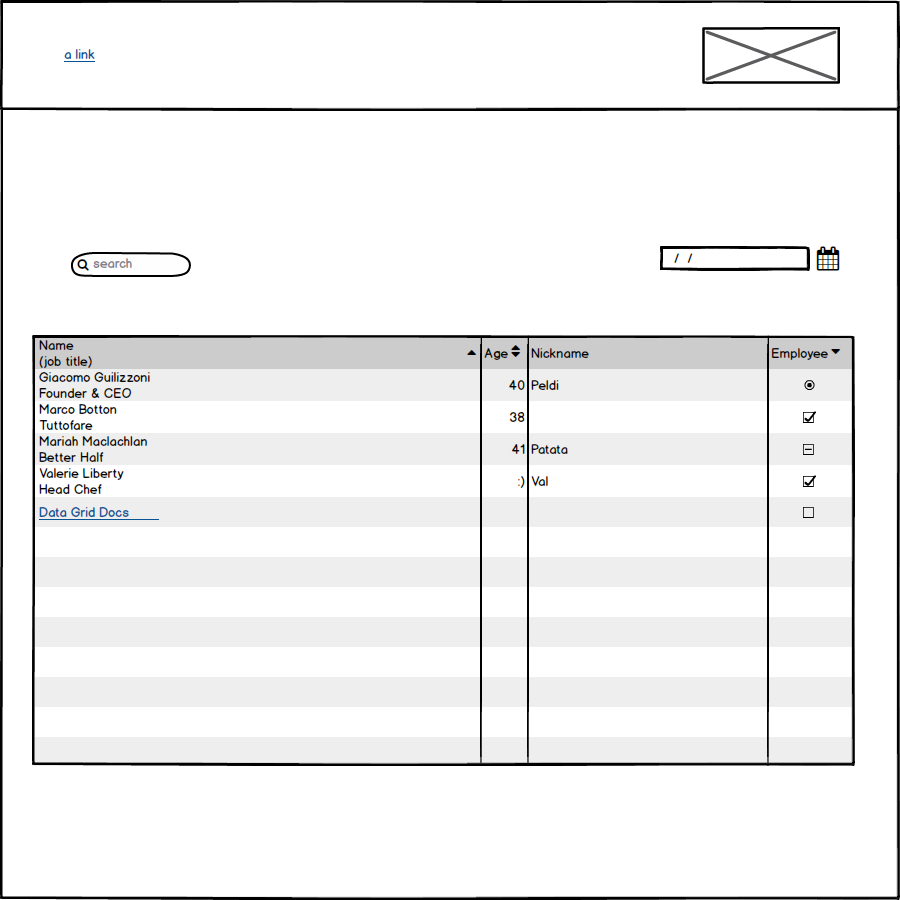 a link
search
/ /
Name
(job title)
Age
Nickname
Employee
Giacomo Guilizzoni
Founder & CEO
40
Peldi
Marco Botton
Tuttofare
38
Mariah Maclachlan
Better Half
41
Patata
Valerie Liberty
Head Chef
:)
Val
Data Grid Docs